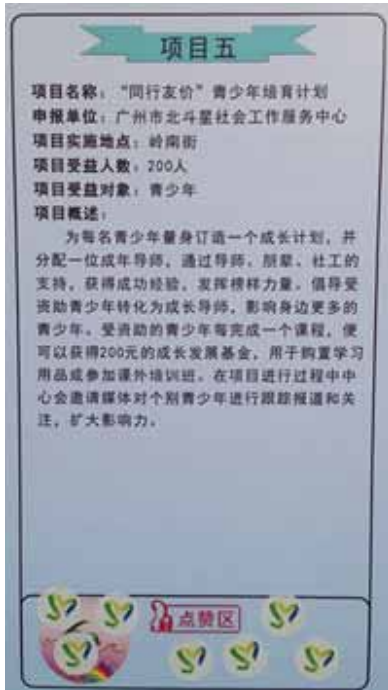 项目五
项目名称：“同行友价”青少年培育计划
申报单位：广州市北斗星社会工作服务中心
项目实施地点：岭南街
项目受益人数：200人
项目受益对象：青少年
项目概述：
为每名青少年量身订造一个成长计划，并
分配一位成年导师，通过导师、朋辈、社工的
支持，获得成功经验，发挥榜样力量。倡导受
资助青少年转化为成长导师，影响身边更多的
青少年。受资助的青少年每完成一个课程，便
可以获得200元的成长发展基金，用于购置学习
用品或参加课外培训班。在项目进行过程中中
心会邀请媒体对个别青少年进行跟踪报道和关
注，扩大影响力。
点赞区